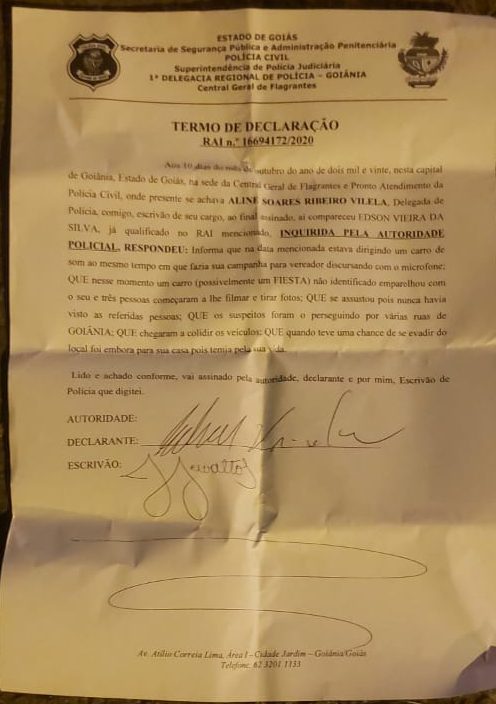 ESTADO DE GOIÁS
Secretaria de Segurança Pública e Administração Penitenciária
POLÍCIA CIVIL
Superintendência de Polícia Judiciária
1ª DELEGACIA REGIONAL DE POLÍCIA – GOIÂNIA
Central Geral de Flagrantes
TERMO DE DECLARAÇÃO
RAI n.º 16694172/2020
Aos 10 dias do mês de outubro do ano de dois mil e vinte, nesta capital
de Goiânia, Estado de Goiás, na sede da Central Geral de Flagrantes e Pronto Atendimento da
Polícia Civil, onde presente se achava ALINE SOARES RIBEIRO VILELA, Delegada de
Polícia, comigo, escrivão de seu cargo, ao final assinado, aí compareceu EDSON VIEIRA DA
SILVA, já qualificado no RAI mencionado, INQUIRIDA PELA AUTORIDADE
POLICIAL, RESPONDEU: Informa que na data mencionada estava dirigindo um carro de
som ao mesmo tempo em que fazia sua campanha para vereador discursando com o microfone;
QUE nesse momento um carro (possivelmente um FIESTA) não identificado emparelhou com
o seu e três pessoas começaram a lhe filmar e tirar fotos; QUE se assustou pois nunca havia
visto as referidas pessoas; QUE os suspeitos foram o perseguindo por várias ruas de
GOIÂNIA; QUE chegaram a colidir os veículos; QUE quando teve uma chance de se evadir do
local foi embora para sua casa pois temia pela sua vida.
Lido e achado conforme, vai assinado pela autoridade, declarante e por mim, Escrivão de
Polícia que digitei.
AUTORIDADE:
DECLARANTE:
ESCRIVÃO:
Av. Atílio Correia Lima, Área I – Cidade Jardim – Goiânia/Goiás
Telefone: 62 3201 1133